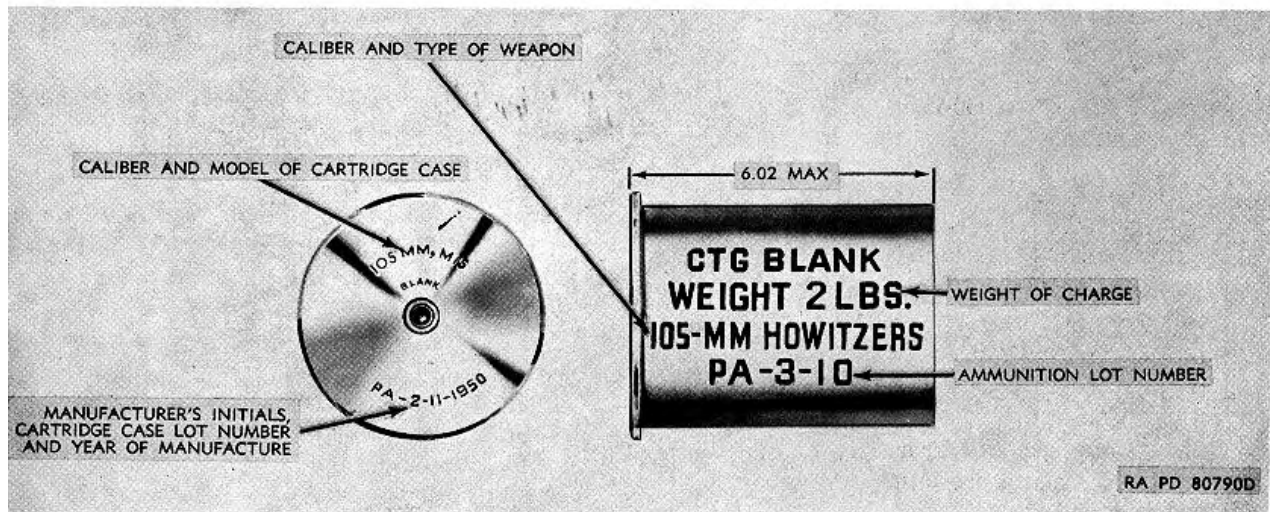 CALIBER AND TYPE OF WEAPON
CALIBER AND MODEL OF CARTRIDGE CASE
6.02 MAX
105 MM,
BLANK
CTG BLANK
WEIGHT 2 LBS.
WEIGHT OF CHARGE
105-MM HOWITZERS
PA-3-10
AMMUNITION LOT NUMBER
PA-2-11-1950
MANUFACTURER'S INITIALS,
CARTRIDGE CASE LOT NUMBER
AND YEAR OF MANUFACTURE
RA PD 80790D